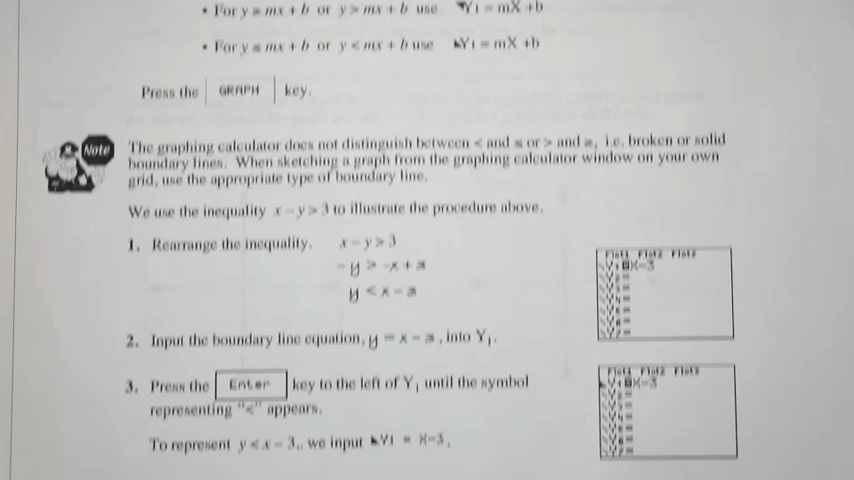 • For y ≥ mx + b or y > mx + b use ◥Y1 = mX +b
• For y ≤ mx + b or y < mx + b use ◣Y1 = mX +b
Press the GRAPH key.
Note
The graphing calculator does not distinguish between < and ≤ or > and ≥, i.e. broken or solid
boundary lines. When sketching a graph from the graphing calculator window on your own
grid, use the appropriate type of boundary line.
We use the inequality x – y > 3 to illustrate the procedure above.
1. Rearrange the inequality. x – y > 3
– y > –x + 3
y < x – 3
Plot1 Plot2 Plot3
\Y1■X–3
2. Input the boundary line equation, y = x – 3, into Y₁.
3. Press the Enter key to the left of Y₁ until the symbol
representing "<" appears.
Plot1 Plot2 Plot3
◣Y1■X–3
To represent y < x – 3,, we input ◣Y1 = X–3,